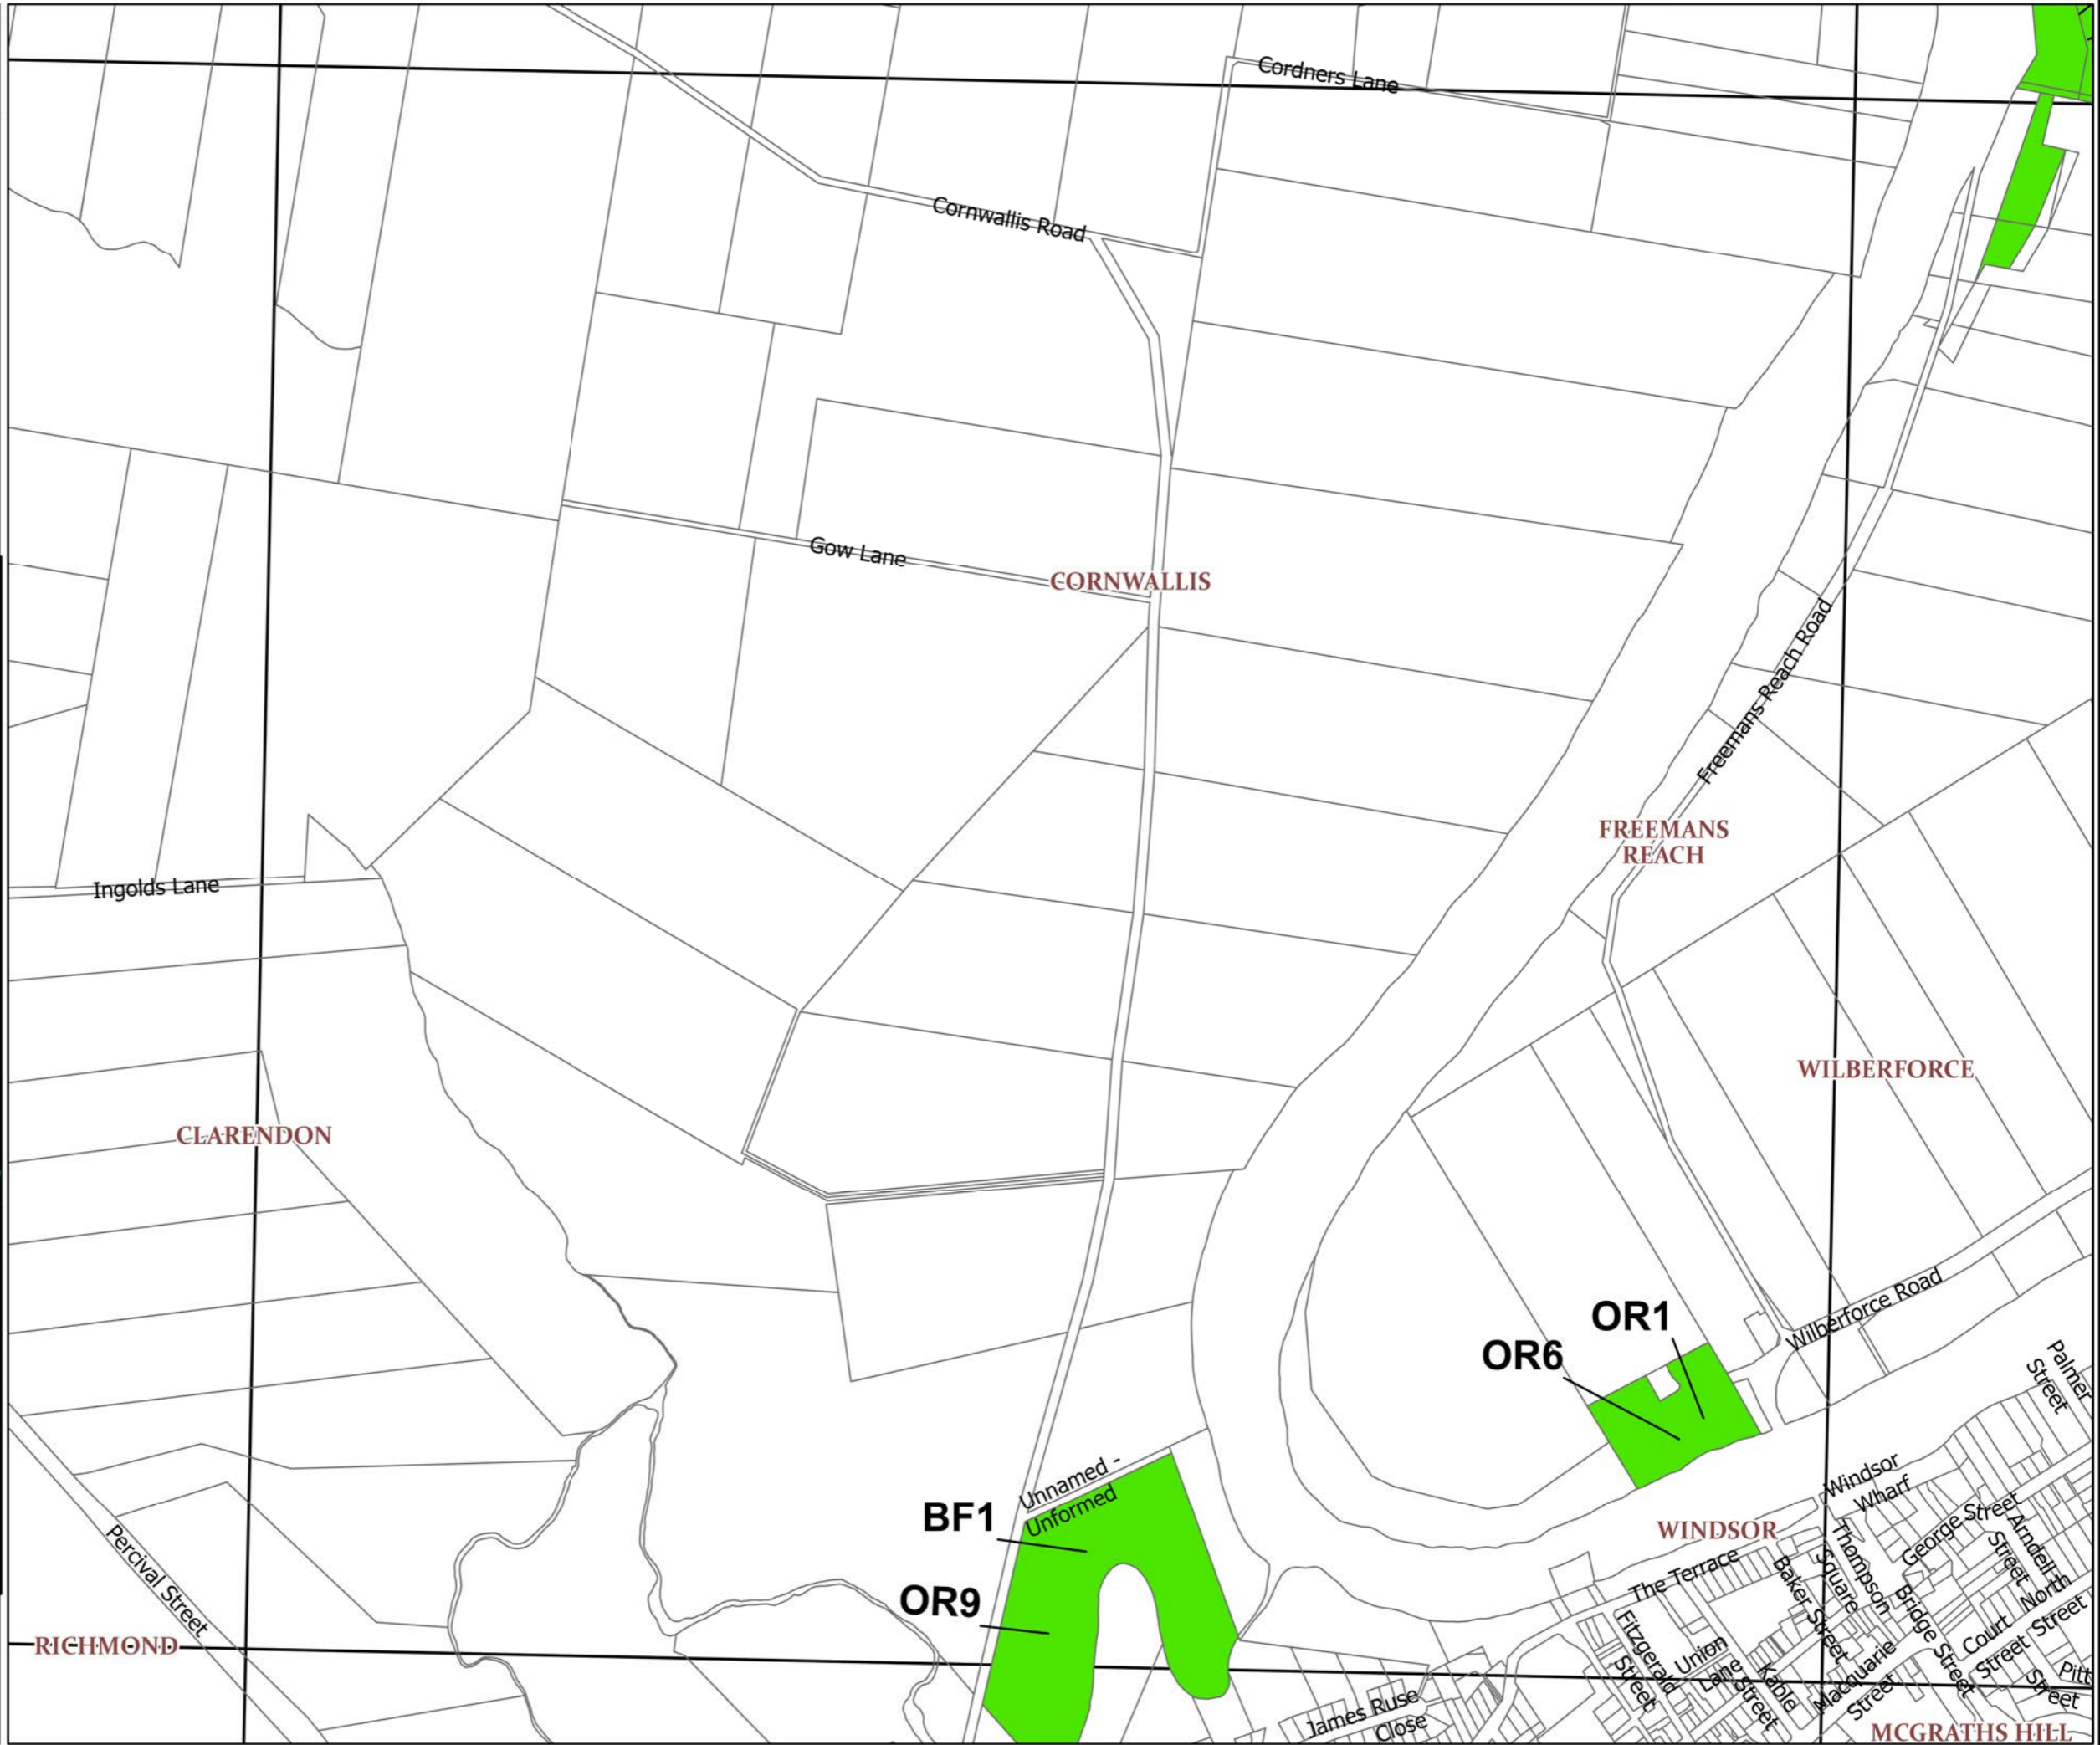 Cordners Lane
Cornwallis Road
Gow Lane
CORNWALLIS
Freemans Reach Road
FREEMANS
REACH
Ingolds Lane
WILBERFORCE
CLARENDON
Wilberforce Road
OR1
OR6
Palmer
Street
Unnamed -
Unformed
BF1
OR9
Percival Street
RICHMOND
WINDSOR
Windsor
Wharf
The Terrace
George Street
Arndell
Street
Thompson
Square
Baker Street
Bridge Street
North
Street
Court
Street
Fitzgerald
Street
Union
Lane
Kable
Street
Macquarie
Street
Pitt
Street
James Ruse
Close
MCGRATHS HILL